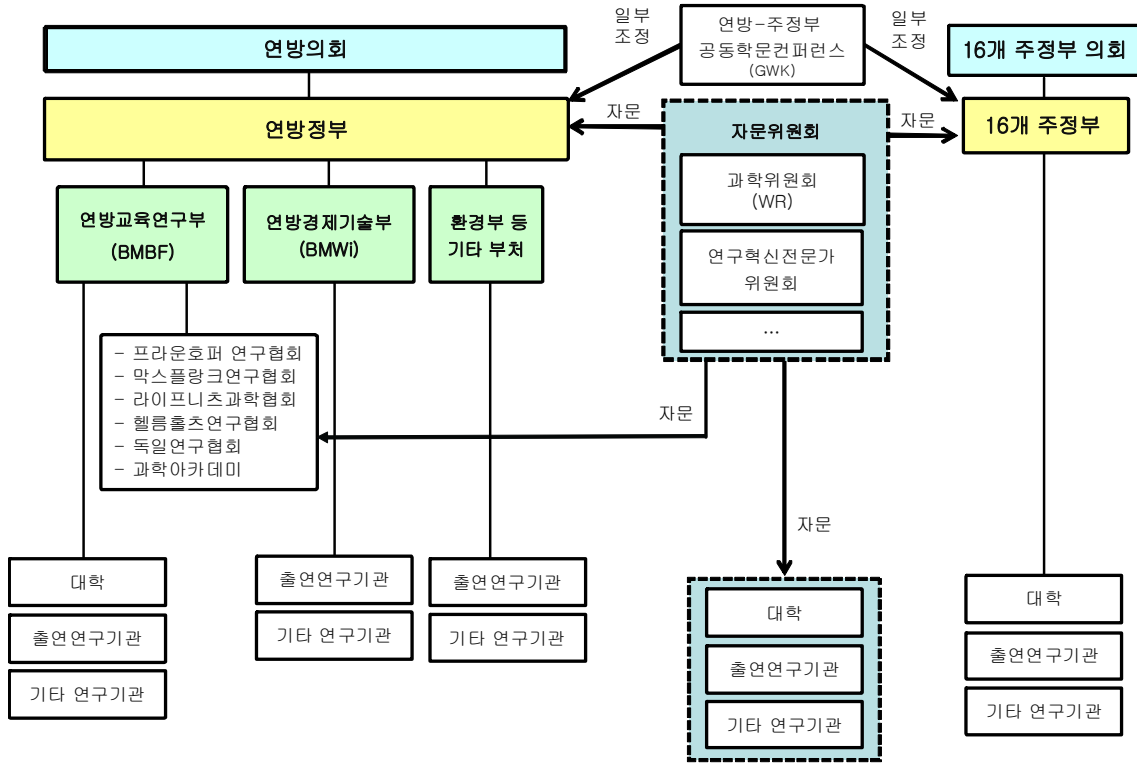 일부
조정
연방-주정부
공동학문컨퍼런스
(GWK)
일부
조정
연방의회
16개 주정부 의회
연방정부
자문
자문위원회
자문
16개 주정부
과학위원회
(WR)
연구혁신전문가
위원회
...
연방교육연구부
(BMBF)
연방경제기술부
(BMWi)
환경부 등
기타 부처
- 프라운호퍼 연구협회
- 막스플랑크연구협회
- 라이프니츠과학협회
- 헬름홀츠연구협회
- 독일연구협회
- 과학아카데미
자문
자문
대학
출연연구기관
기타 연구기관
출연연구기관
기타 연구기관
출연연구기관
기타 연구기관
대학
출연연구기관
기타 연구기관
대학
출연연구기관
기타 연구기관